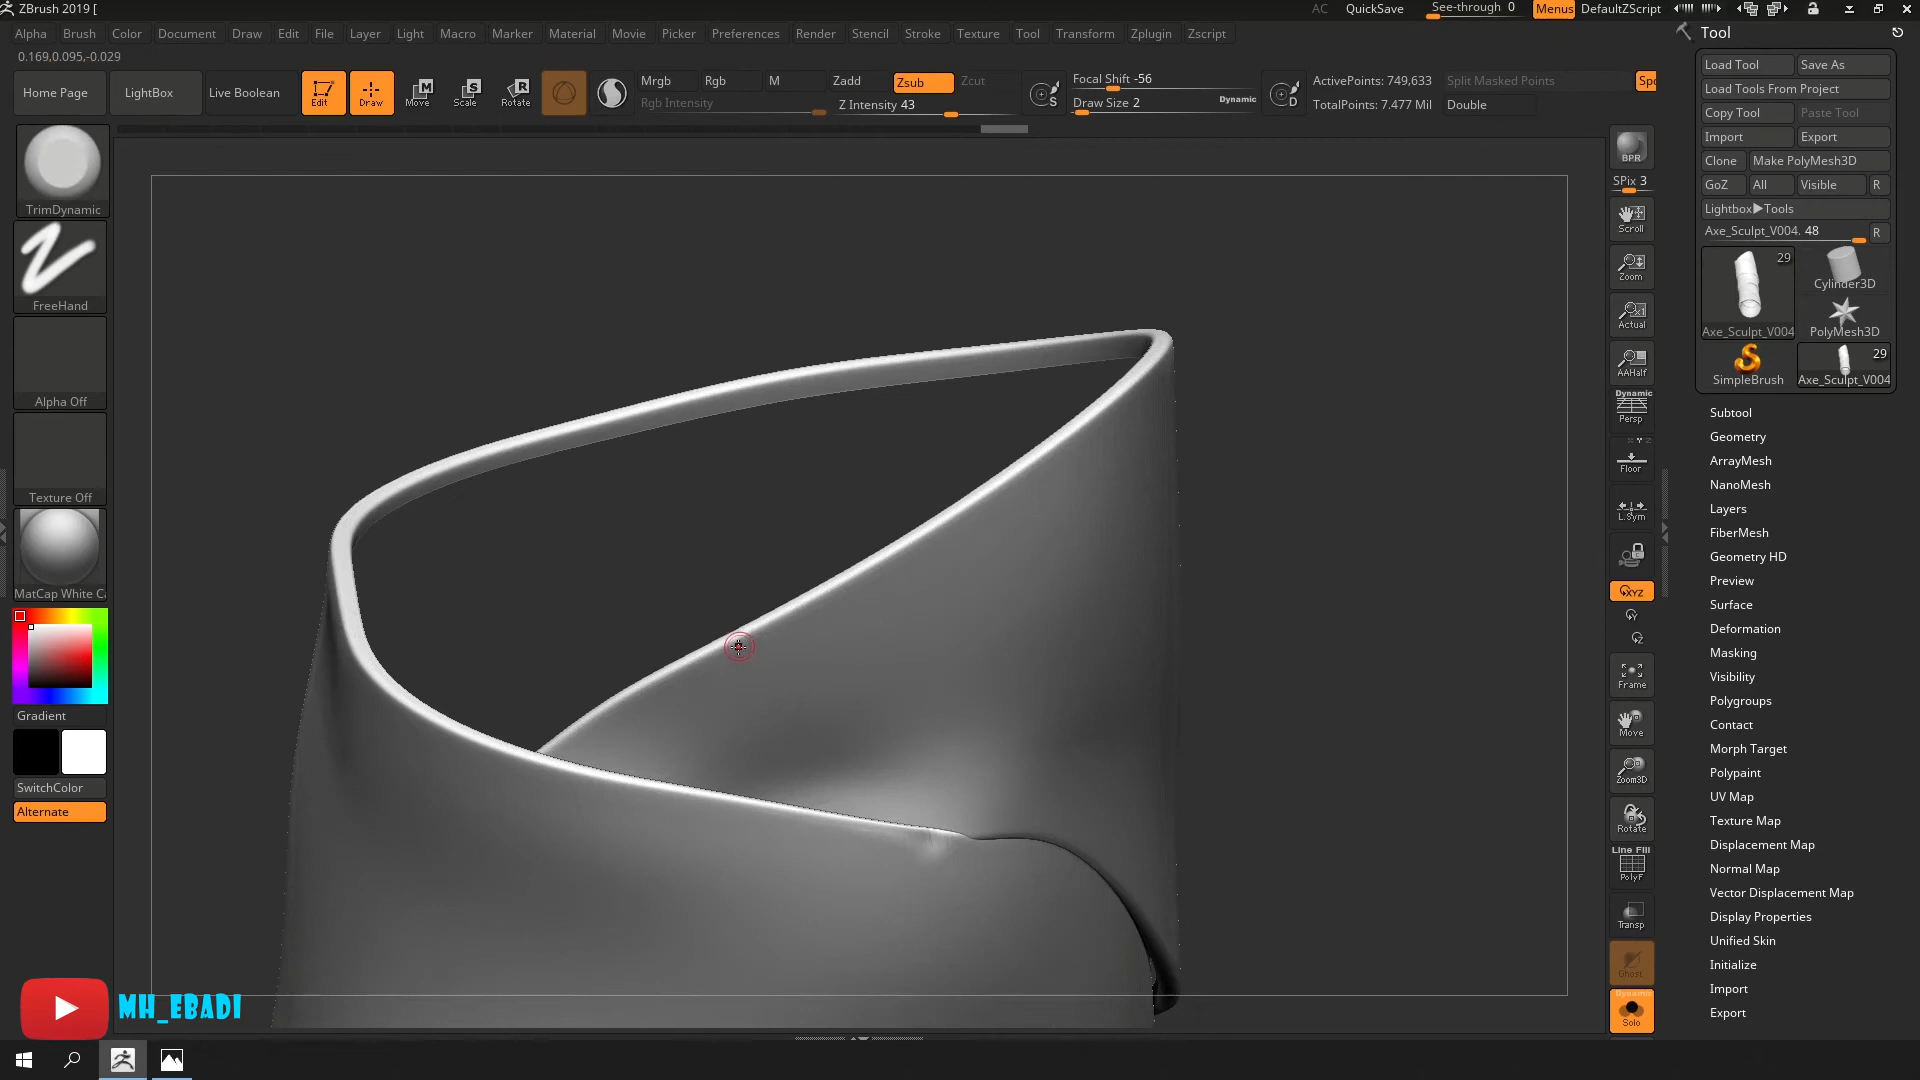 ZBrush 2019 [
AC QuickSave See-through 0 Menus DefaultZScript
Alpha Brush Color Document Draw Edit File Layer Light Macro Marker Material Movie Picker Preferences Render Stencil Stroke Texture Tool Transform Zplugin Zscript
0.169,0.095,-0.029
Home Page LightBox Live Boolean Edit Draw Move Scale Rotate
Mrgb Rgb M Zadd Zsub Zcut
Rgb Intensity Z Intensity 43
S Focal Shift -56
Draw Size 2 Dynamic
D ActivePoints: 749,633 Split Masked Points
TotalPoints: 7.477 Mil Double
TrimDynamic
FreeHand
Alpha Off
Texture Off
MatCap White
Gradient
SwitchColor
Alternate
MH_EBADI
BPR
SPix 3
Scroll
Zoom
Actual
AAHalf
Dynamic
Persp
Floor
L.Sym
XYZ
Frame
Move
Zoom3D
Rotate
Line Fill
PolyF
Transp
Ghost
Dynamic
Solo
Tool
Load Tool Save As
Load Tools From Project
Copy Tool Paste Tool
Import Export
Clone Make PolyMesh3D
GoZ All Visible R
Lightbox▶Tools
Axe_Sculpt_V004. 48 R
29
Axe_Sculpt_V004
Cylinder3D
PolyMesh3D
SimpleBrush
29
Axe_Sculpt_V004
Subtool
Geometry
ArrayMesh
NanoMesh
Layers
FiberMesh
Geometry HD
Preview
Surface
Deformation
Masking
Visibility
Polygroups
Contact
Morph Target
Polypaint
UV Map
Texture Map
Displacement Map
Normal Map
Vector Displacement Map
Display Properties
Unified Skin
Initialize
Import
Export